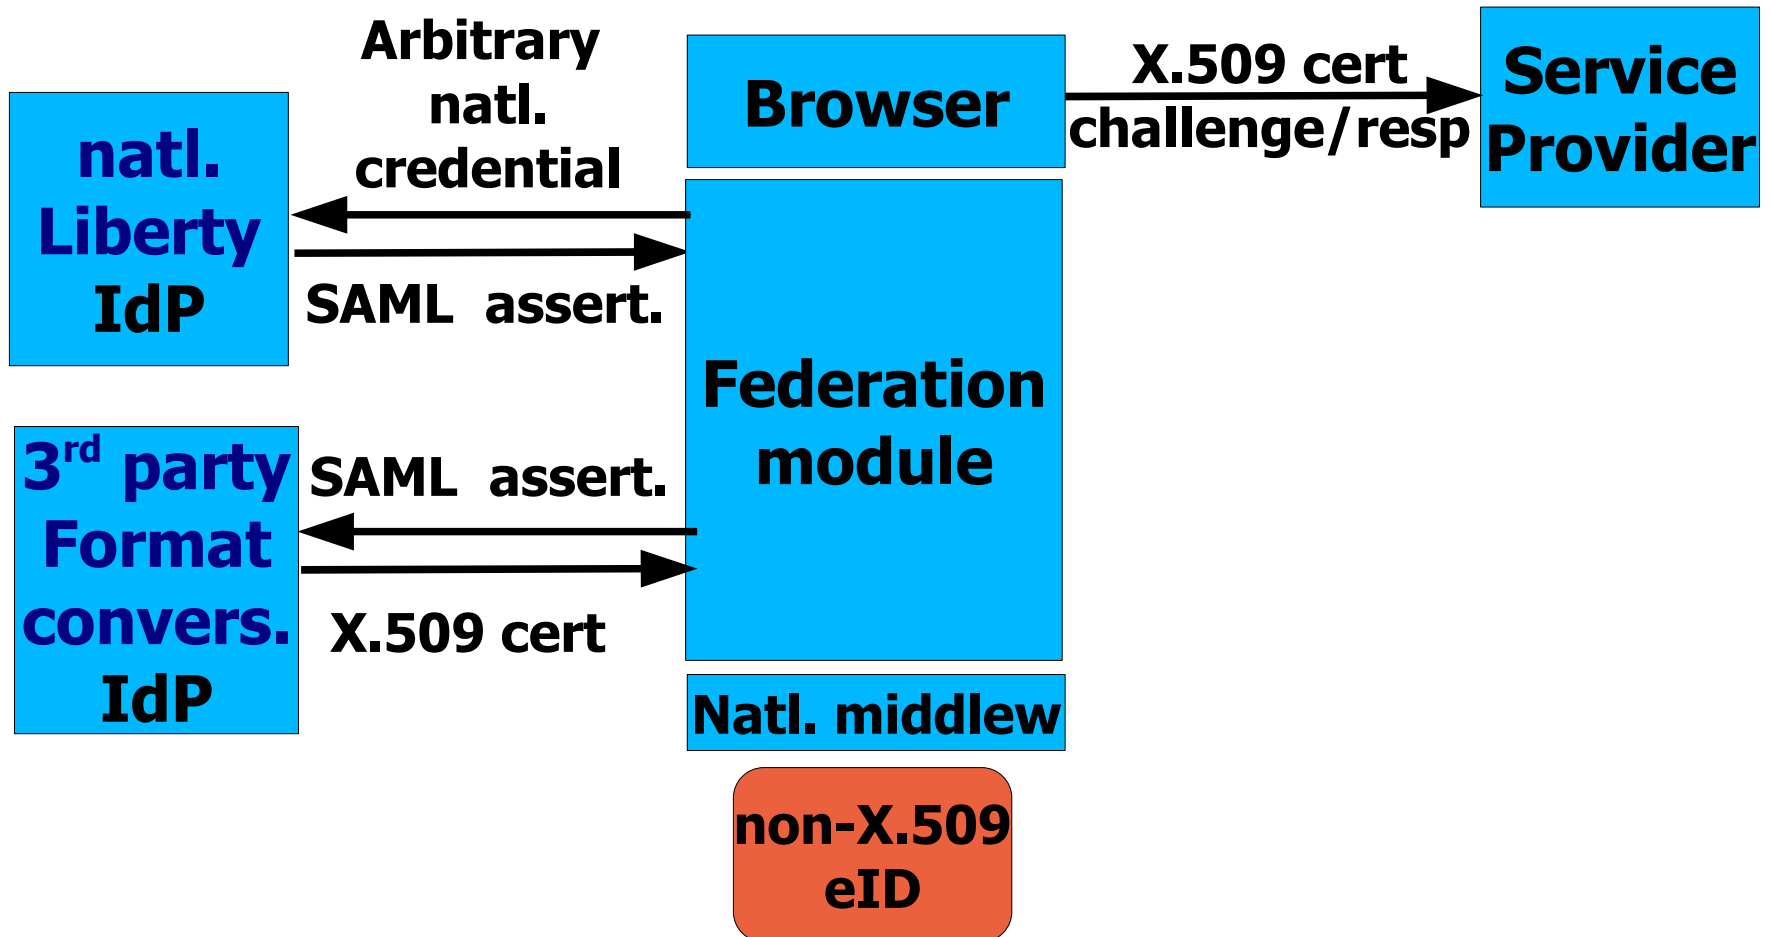 Arbitrary
natl.
credential
natl.
Liberty
IdP
SAML assert.
3rd party
Format
convers.
IdP
SAML assert.
X.509 cert
Browser
Federation
module
Natl. middlew
non-X.509
eID
X.509 cert
challenge/resp
Service
Provider